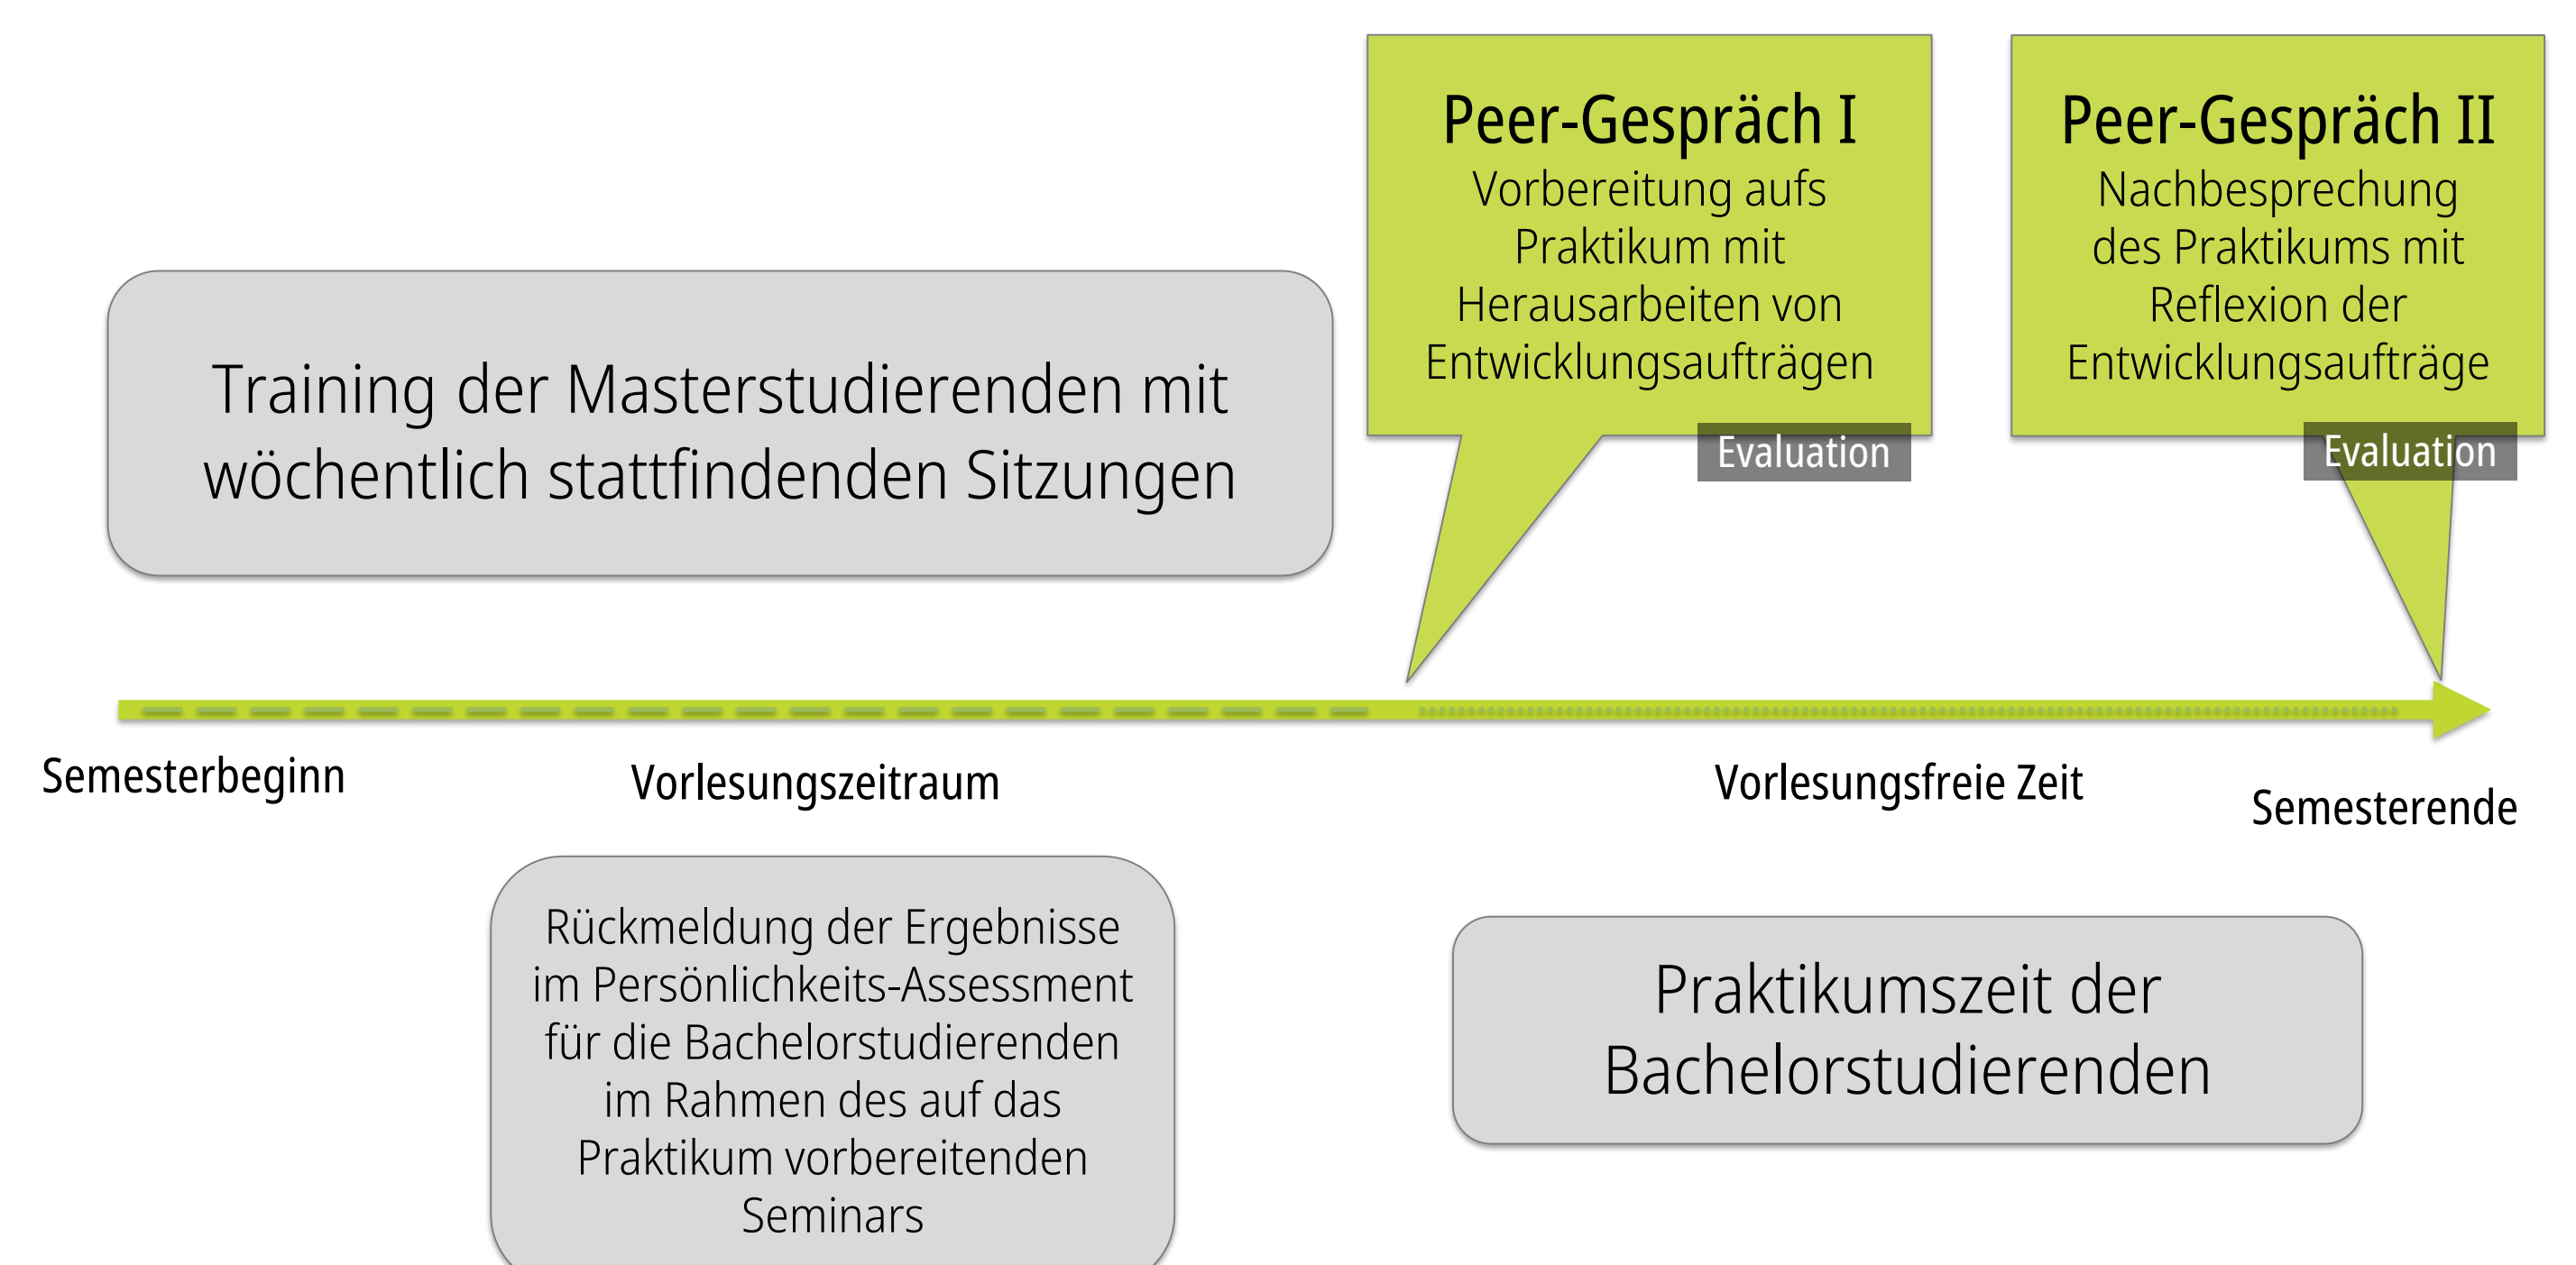 Peer-Gespräch I
Vorbereitung aufs
Praktikum mit
Herausarbeiten von
Entwicklungsaufträgen
Evaluation
Peer-Gespräch II
Nachbesprechung
des Praktikums mit
Reflexion der
Entwicklungsaufträge
Evaluation
Training der Masterstudierenden mit
wöchentlich stattfindenden Sitzungen
Semesterbeginn
Vorlesungszeitraum
Vorlesungsfreie Zeit
Semesterende
Rückmeldung der Ergebnisse
im Persönlichkeits-Assessment
für die Bachelorstudierenden
im Rahmen des auf das
Praktikum vorbereitenden
Seminars
Praktikumszeit der
Bachelorstudierenden